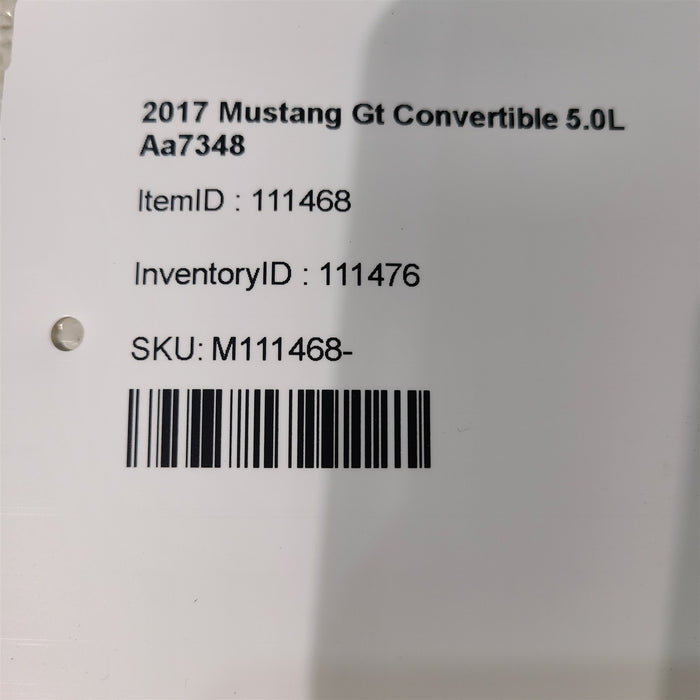 2017 Mustang Gt Convertible 5.0L
Aa7348
ItemID : 111468
InventoryID : 111476
SKU: M111468-